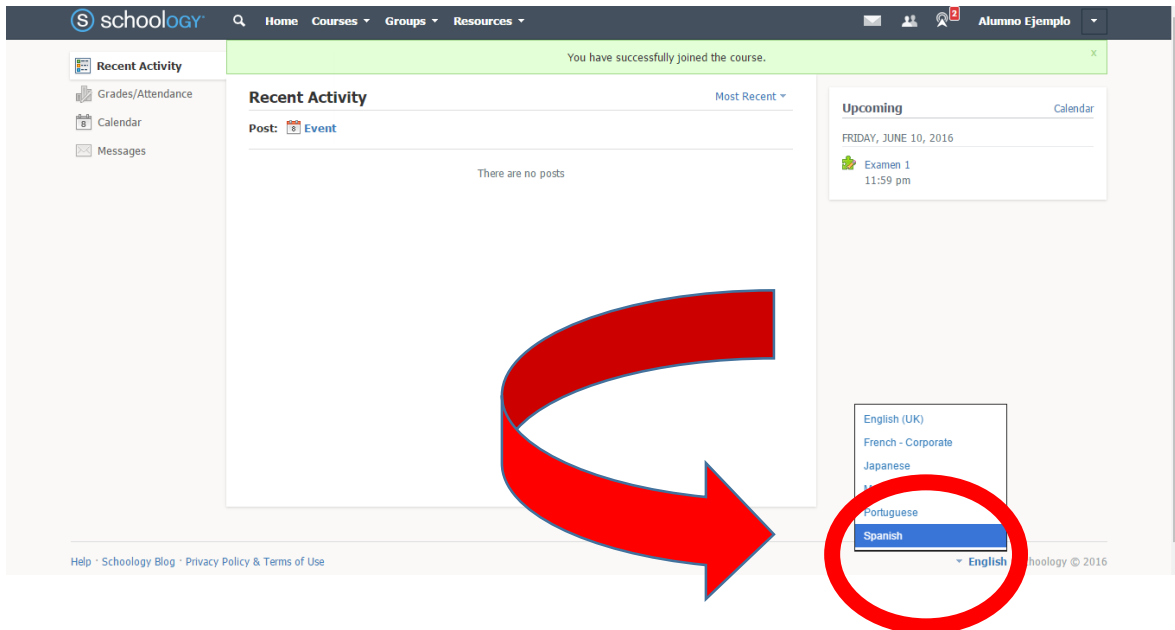 S schoology Home Courses Groups Resources 2 Alumno Ejemplo
You have successfully joined the course. x
Recent Activity
Grades/Attendance
8 Calendar
Messages
Recent Activity Most Recent
Post: 8 Event
There are no posts
Upcoming Calendar
FRIDAY, JUNE 10, 2016
Examen 1
11:59 pm
English (UK)
French - Corporate
Japanese
Portuguese
Spanish
Help · Schoology Blog · Privacy Policy & Terms of Use
English
© 2016